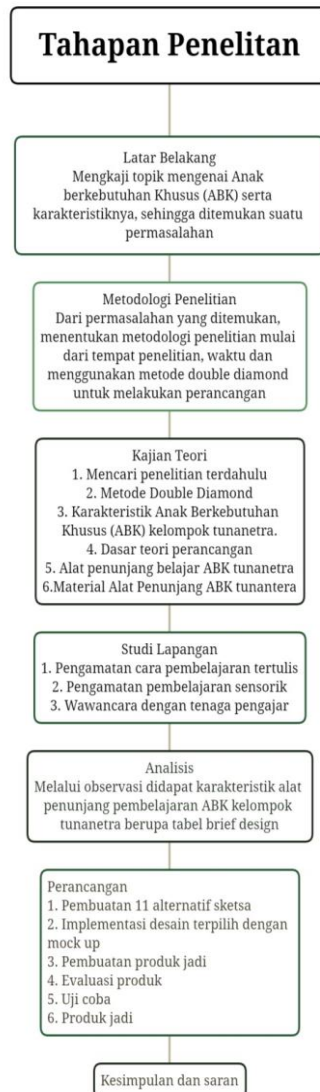 Tahapan Penelitan
Latar Belakang
Mengkaji topik mengenai Anak
berkebutuhan Khusus (ABK) serta
karakteristiknya, sehingga ditemukan suatu
permasalahan
Metodologi Penelitian
Dari permasalahan yang ditemukan,
menentukan metodologi penelitian mulai
dari tempat penelitian, waktu dan
menggunakan metode double diamond
untuk melakukan perancangan
Kajian Teori
1. Mencari penelitian terdahulu
2. Metode Double Diamond
3. Karakteristik Anak Berkebutuhan
Khusus (ABK) kelompok tunanetra.
4. Dasar teori perancangan
5. Alat penunjang belajar ABK tunanetra
6.Material Alat Penunjang ABK tunantera
Studi Lapangan
1. Pengamatan cara pembelajaran tertulis
2. Pengamatan pembelajaran sensorik
3. Wawancara dengan tenaga pengajar
Analisis
Melalui observasi didapat karakteristik alat
penunjang pembelajaran ABK kelompok
tunanetra berupa tabel brief design
Perancangan
1. Pembuatan 11 alternatif sketsa
2. Implementasi desain terpilih dengan
mock up
3. Pembuatan produk jadi
4. Evaluasi produk
5. Uji coba
6. Produk jadi
Kesimpulan dan saran